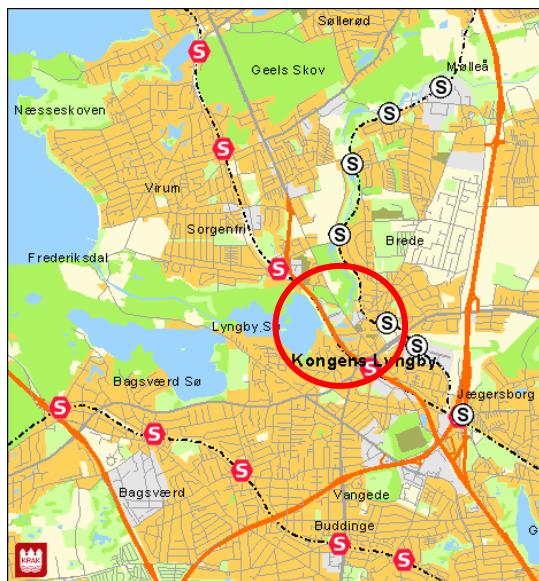 Søllerød
Geels Skov
Mølleå
S
S
S
Næsseskoven
S
S
Virum
Sorgenfri
S
Brede
Frederiksdal
S
Lyngby Sø
S
S
Kongens Lyngby
S
Bagsværd Sø
Jægersborg
S
S
S
S
S
Bagsværd
Vangede
Buddinge
S
S
G
KRAK